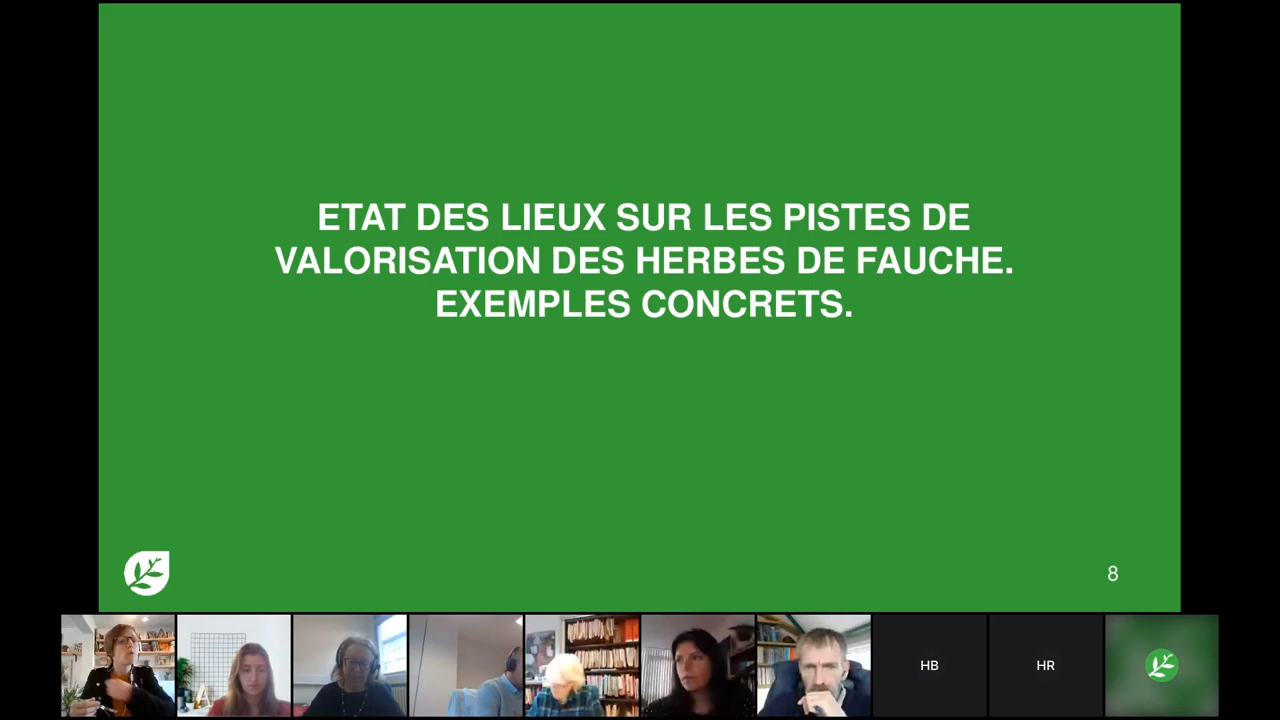 ETAT DES LIEUX SUR LES PISTES DE
VALORISATION DES HERBES DE FAUCHE.
EXEMPLES CONCRETS.
8
A
HB
HR